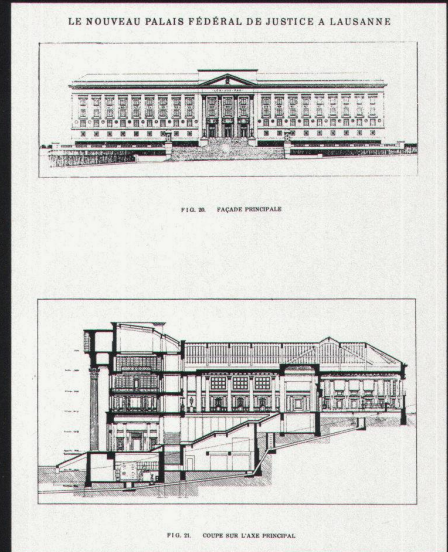 LE NOUVEAU PALAIS FÉDÉRAL DE JUSTICE A LAUSANNE
FIG. 20. FAÇADE PRINCIPALE
FIG. 21. COUPE SUR L'AXE PRINCIPAL